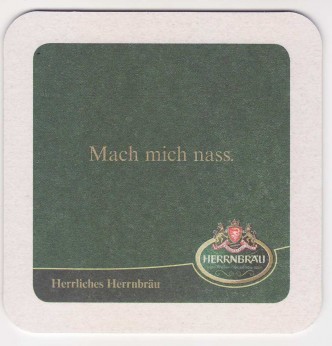 Mach mich nass.
HERRNBRÄU
Herrliches Herrnbräu